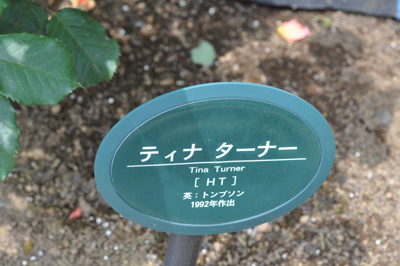 ティナ ターナー
Tina Turner
[ HT ]
英：トンプソン
1992年作出